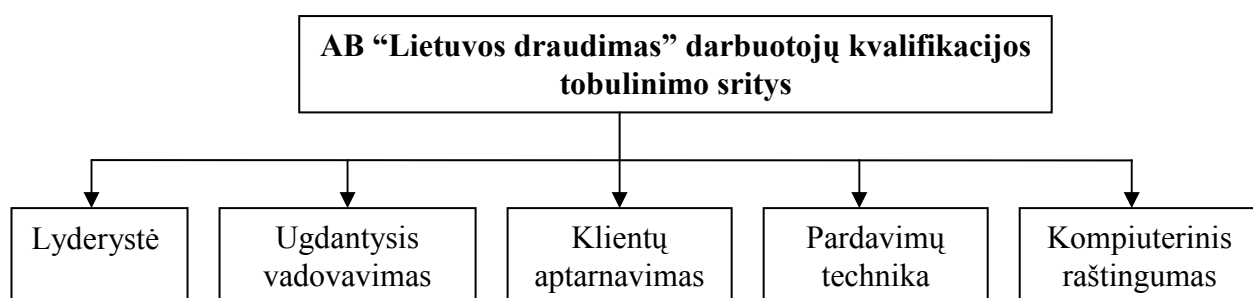 AB “Lietuvos draudimas” darbuotojų kvalifikacijos
tobulinimo sritys
Lyderystė
Ugdantysis
vadovavimas
Klientų
aptarnavimas
Pardavimų
technika
Kompiuterinis
raštingumas